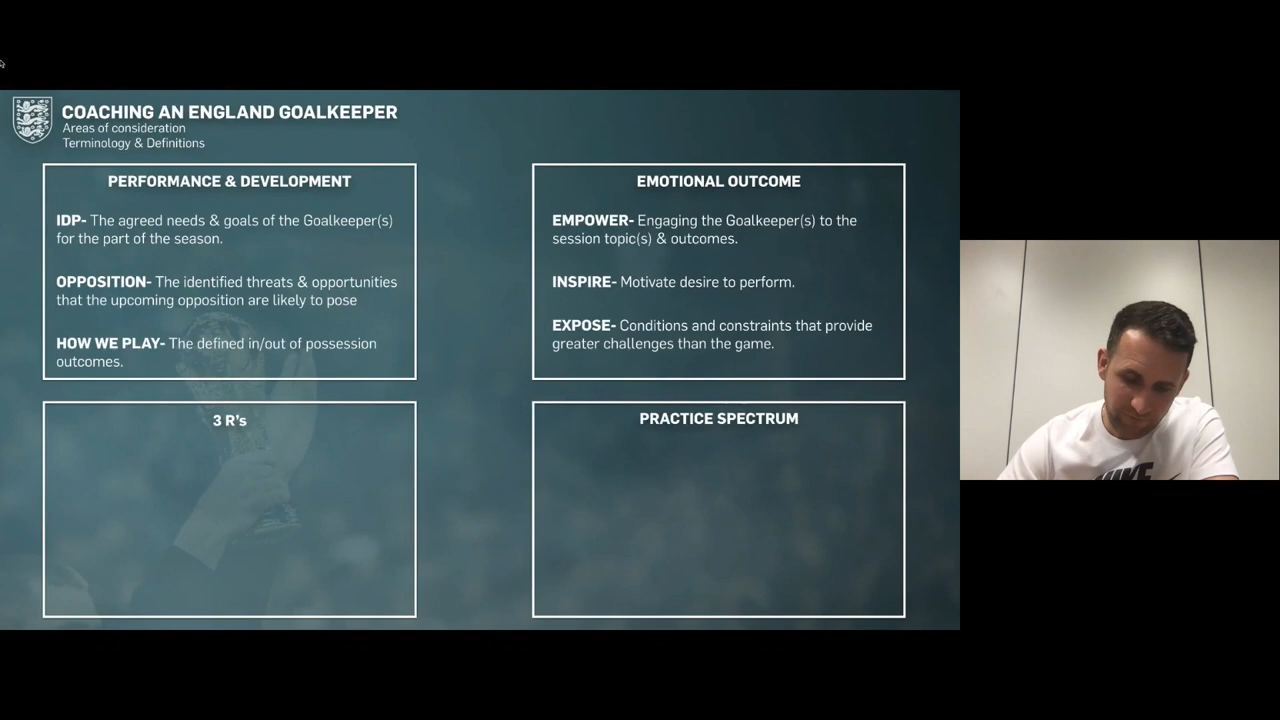 COACHING AN ENGLAND GOALKEEPER
Areas of consideration
Terminology & Definitions
PERFORMANCE & DEVELOPMENT
IDP- The agreed needs & goals of the Goalkeeper(s)
for the part of the season.
OPPOSITION- The identified threats & opportunities
that the upcoming opposition are likely to pose
HOW WE PLAY- The defined in/out of possession
outcomes.
EMOTIONAL OUTCOME
EMPOWER- Engaging the Goalkeeper(s) to the
session topic(s) & outcomes.
INSPIRE- Motivate desire to perform.
EXPOSE- Conditions and constraints that provide
greater challenges than the game.
3 R's
PRACTICE SPECTRUM
NIKE